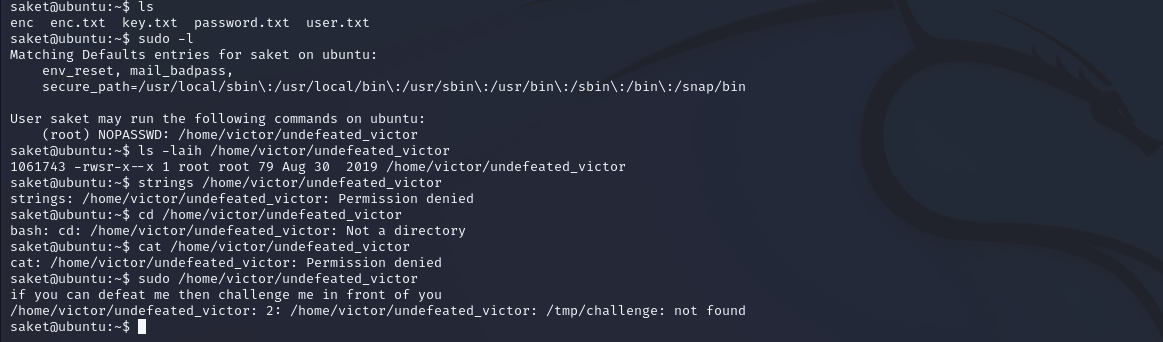 saket@ubuntu:~$ ls
enc  enc.txt  key.txt  password.txt  user.txt
saket@ubuntu:~$ sudo -l
Matching Defaults entries for saket on ubuntu:
    env_reset, mail_badpass,
    secure_path=/usr/local/sbin\:/usr/local/bin\:/usr/sbin\:/usr/bin\:/sbin\:/bin\:/snap/bin

User saket may run the following commands on ubuntu:
    (root) NOPASSWD: /home/victor/undefeated_victor
saket@ubuntu:~$ ls -laih /home/victor/undefeated_victor
1061743 -rwsr-x--x 1 root root 79 Aug 30  2019 /home/victor/undefeated_victor
saket@ubuntu:~$ strings /home/victor/undefeated_victor
strings: /home/victor/undefeated_victor: Permission denied
saket@ubuntu:~$ cd /home/victor/undefeated_victor
bash: cd: /home/victor/undefeated_victor: Not a directory
saket@ubuntu:~$ cat /home/victor/undefeated_victor
cat: /home/victor/undefeated_victor: Permission denied
saket@ubuntu:~$ sudo /home/victor/undefeated_victor
if you can defeat me then challenge me in front of you
/home/victor/undefeated_victor: 2: /home/victor/undefeated_victor: /tmp/challenge: not found
saket@ubuntu:~$